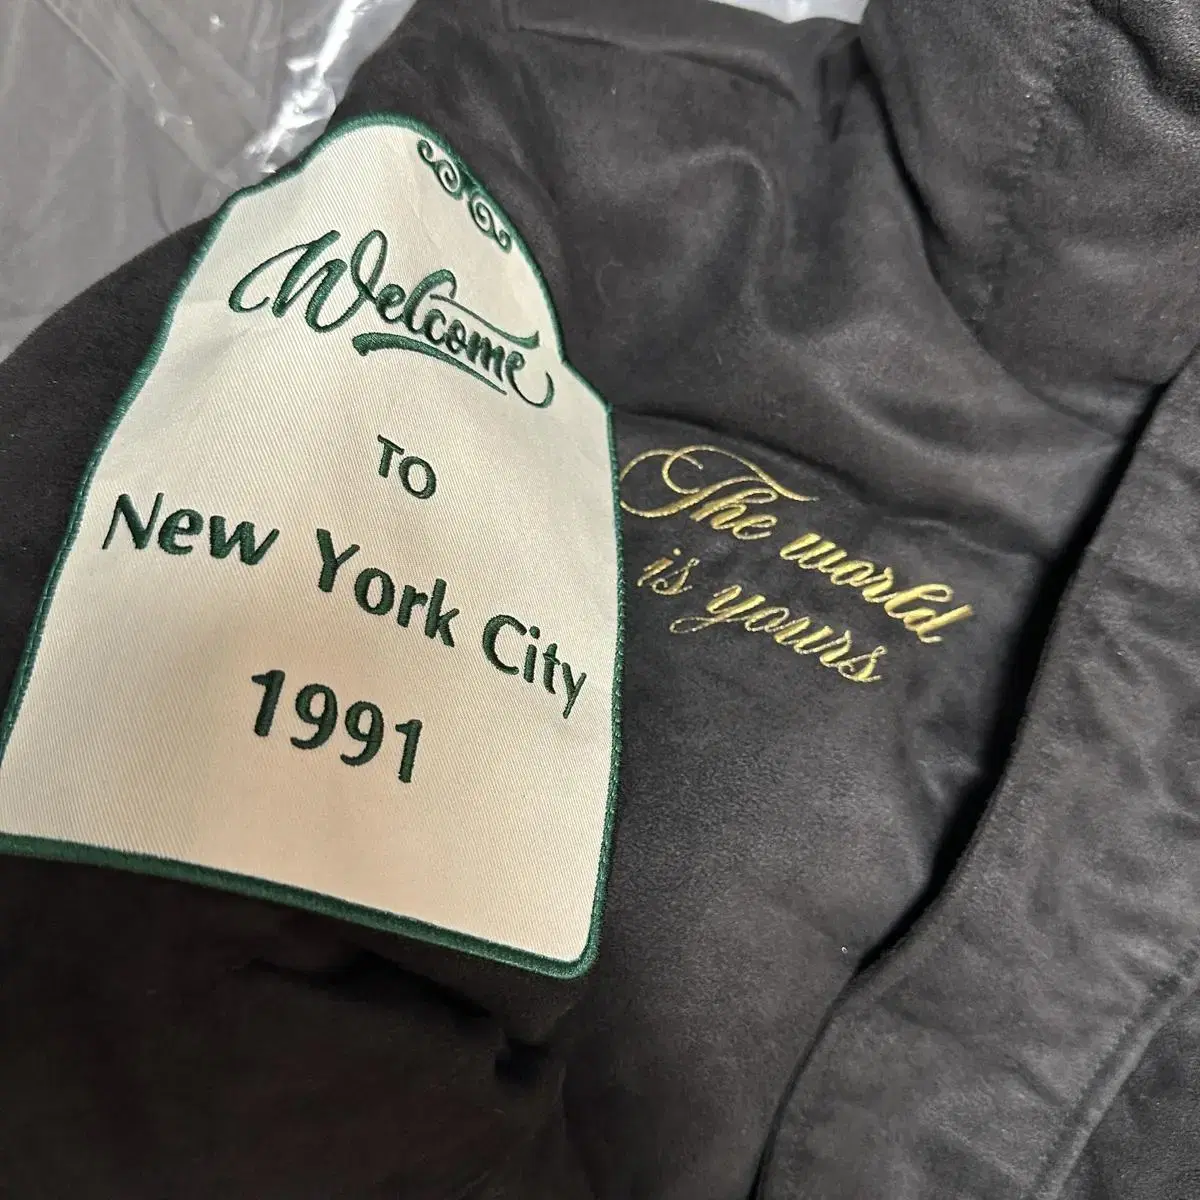 Welcome
TO
New York City
1991
The world
is yours